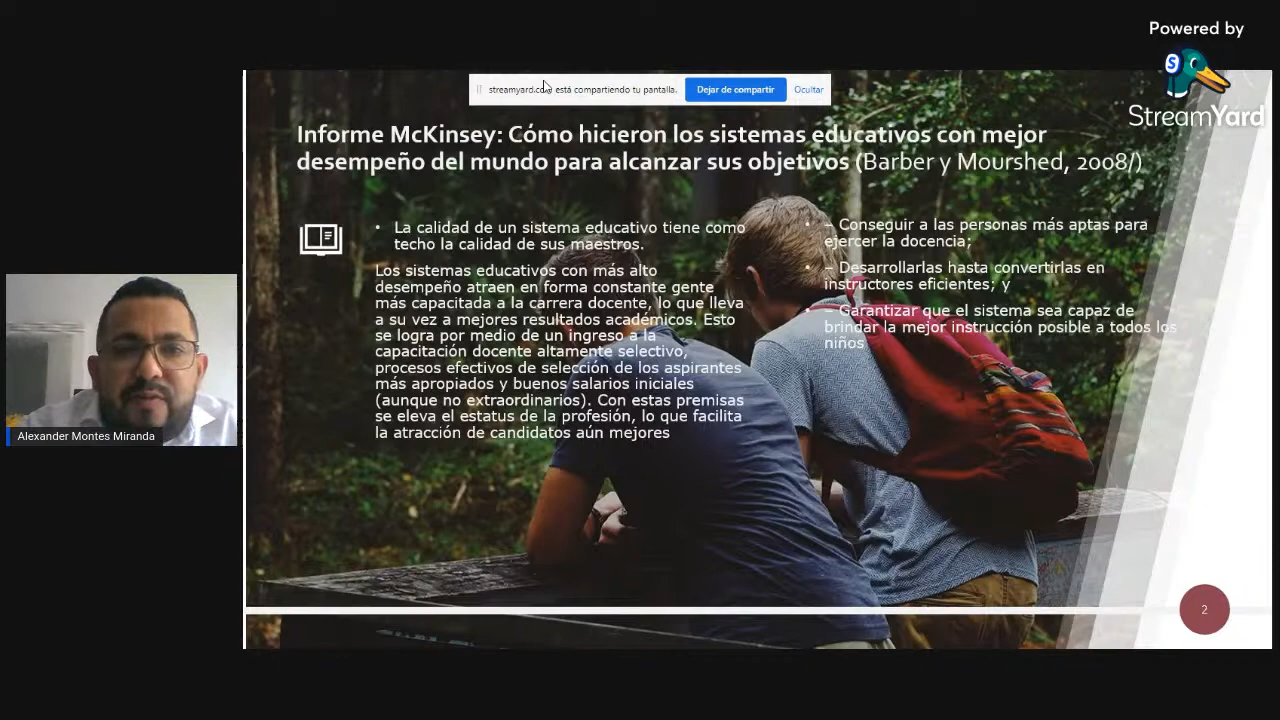 Powered by
StreamYard
streamyard.com está compartiendo tu pantalla.
Dejar de compartir
Ocultar
Informe McKinsey: Cómo hicieron los sistemas educativos con mejor
desempeño del mundo para alcanzar sus objetivos (Barber y Mourshed, 2008/)
• La calidad de un sistema educativo tiene como
techo la calidad de sus maestros.
Los sistemas educativos con más alto
desempeño atraen en forma constante gente
más capacitada a la carrera docente, lo que lleva
a su vez a mejores resultados académicos. Esto
se logra por medio de un ingreso a la
capacitación docente altamente selectivo,
procesos efectivos de selección de los aspirantes
más apropiados y buenos salarios iniciales
(aunque no extraordinarios). Con estas premisas
se eleva el estatus de la profesión, lo que facilita
la atracción de candidatos aún mejores
• – Conseguir a las personas más aptas para
ejercer la docencia;
• – Desarrollarlas hasta convertirlas en
instructores eficientes; y
• – Garantizar que el sistema sea capaz de
brindar la mejor instrucción posible a todos los
niños
Alexander Montes Miranda
2